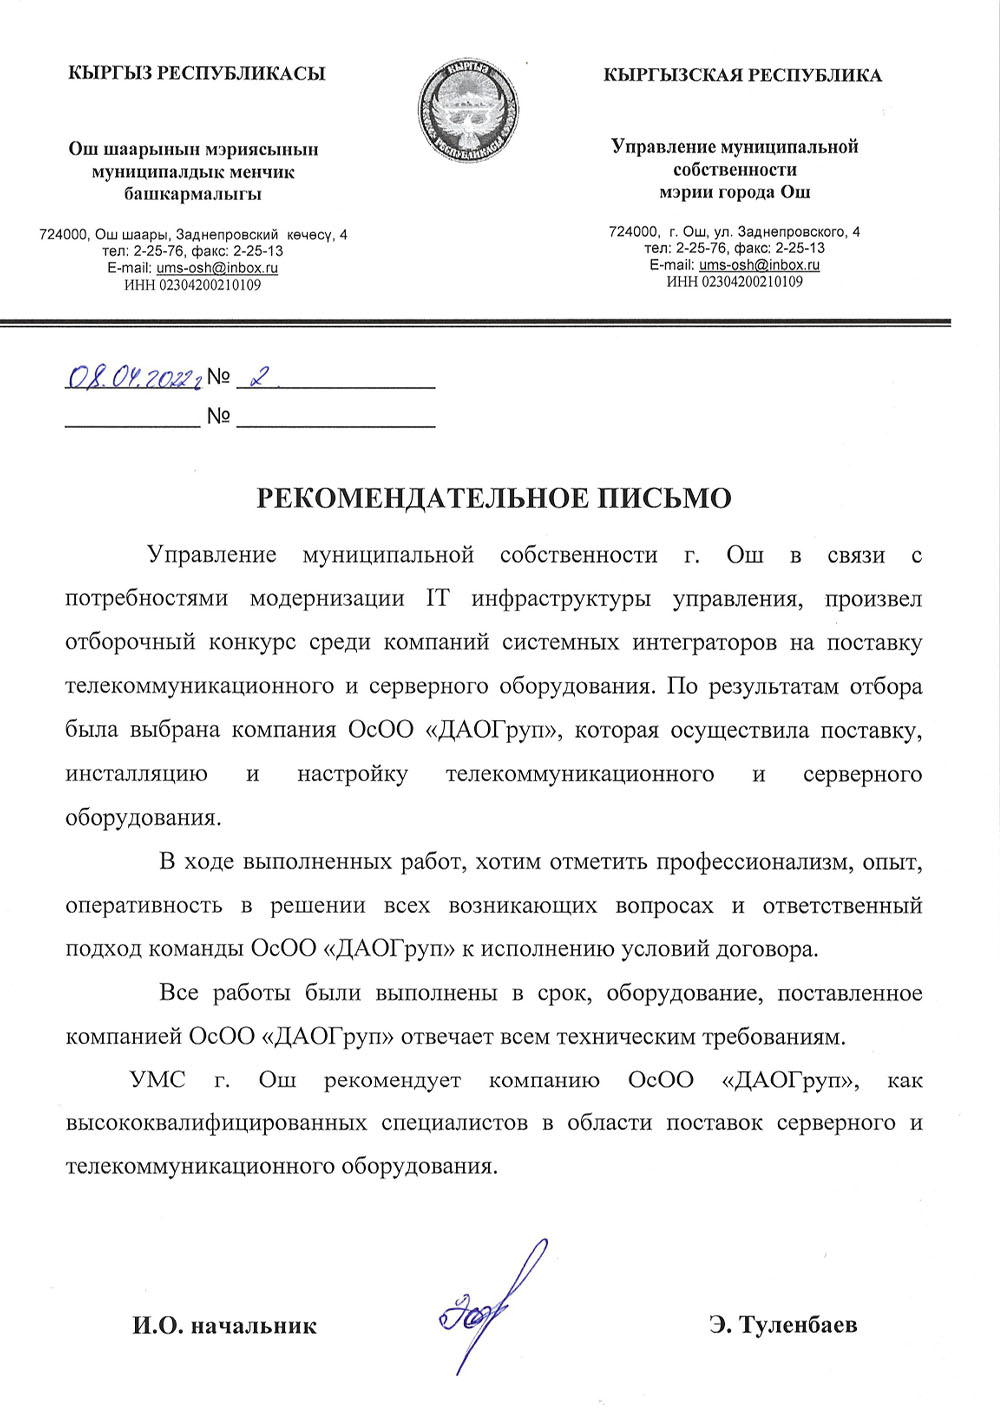 КЫРГЫЗ РЕСПУБЛИКАСЫ
Ош шаарынын мэриясынын
муниципалдык менчик
башкармалыгы
724000, Ош шаары, Заднепровский көчөсү, 4
тел: 2-25-76, факс: 2-25-13
E-mail: ums-osh@inbox.ru
ИНН 02304200210109
КЫРГЫЗ
РЕСПУБЛИКАСЫ
КЫРГЫЗСКАЯ РЕСПУБЛИКА
Управление муниципальной
собственности
мэрии города Ош
724000, г. Ош, ул. Заднепровского, 4
тел: 2-25-76, факс: 2-25-13
E-mail: ums-osh@inbox.ru
ИНН 02304200210109
08.04.2022г № 2
№
РЕКОМЕНДАТЕЛЬНОЕ ПИСЬМО
Управление муниципальной собственности г. Ош в связи с
потребностями модернизации IT инфраструктуры управления, произвел
отборочный конкурс среди компаний системных интеграторов на поставку
телекоммуникационного и серверного оборудования. По результатам отбора
была выбрана компания ОсОО «ДАОГруп», которая осуществила поставку,
инсталляцию и настройку телекоммуникационного и серверного
оборудования.
В ходе выполненных работ, хотим отметить профессионализм, опыт,
оперативность в решении всех возникающих вопросах и ответственный
подход команды ОсОО «ДАОГруп» к исполнению условий договора.
Все работы были выполнены в срок, оборудование, поставленное
компанией ОсОО «ДАОГруп» отвечает всем техническим требованиям.
УМС г. Ош рекомендует компанию ОсОО «ДАОГруп», как
высококвалифицированных специалистов в области поставок серверного и
телекоммуникационного оборудования.
И.О. начальник
Э. Туленбаев